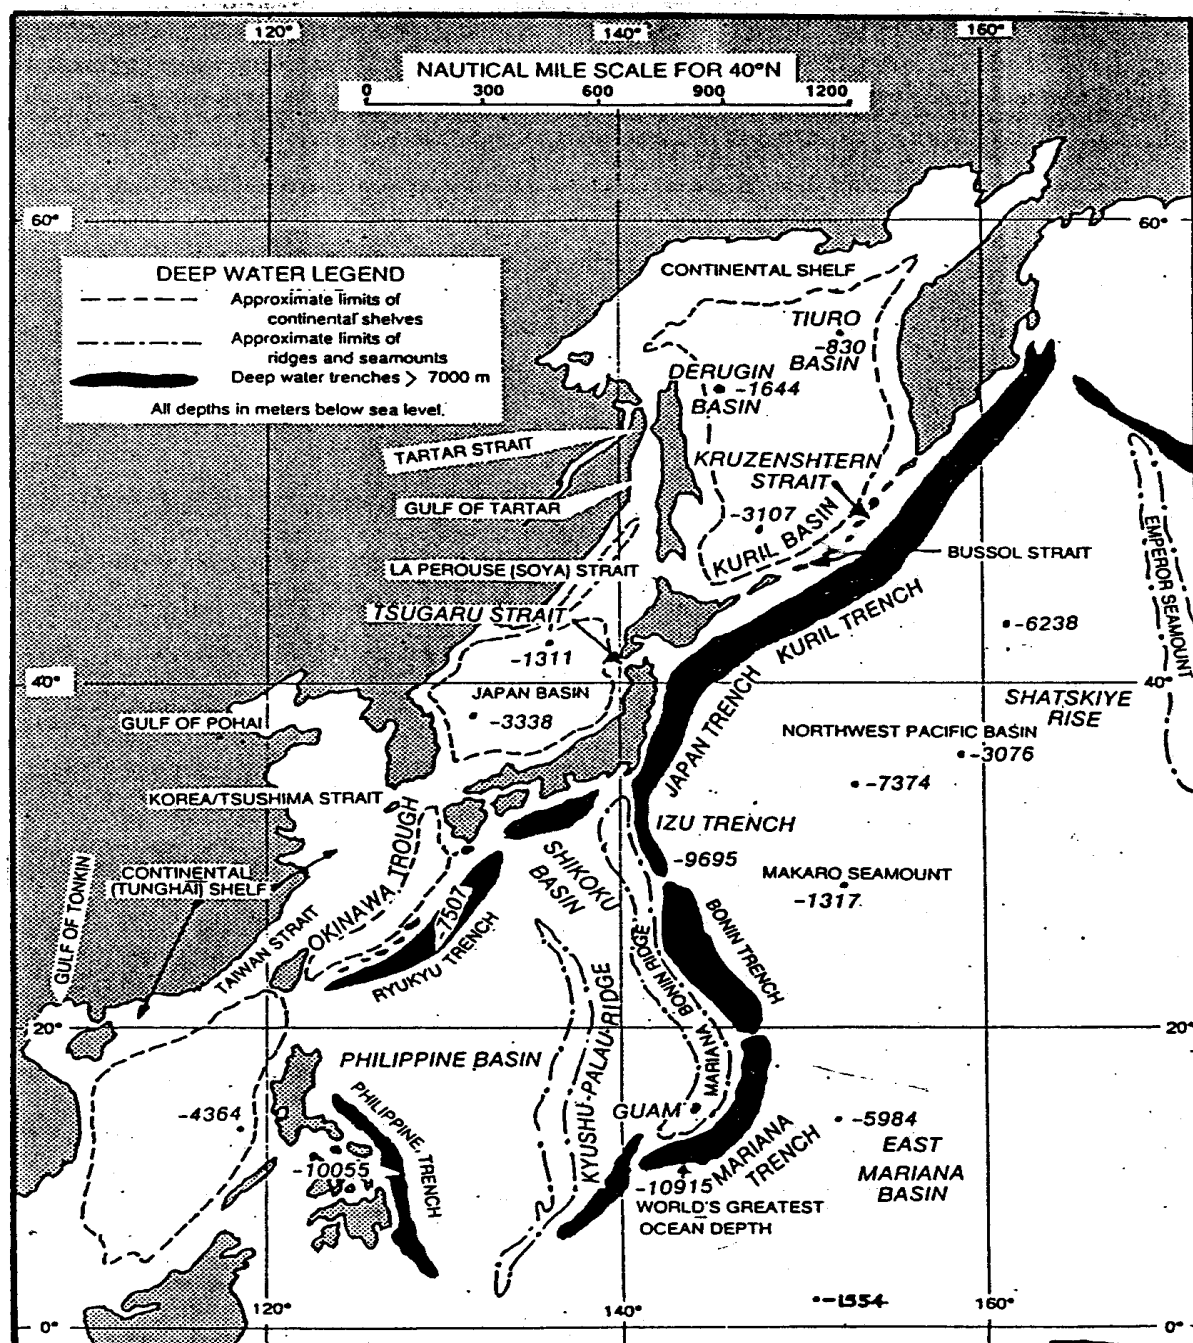 120°
140°
160°
NAUTICAL MILE SCALE FOR 40°N
0 300 600 900 1200
60°
60°
DEEP WATER LEGEND
Approximate limits of
continental shelves
Approximate limits of
ridges and seamounts
Deep water trenches > 7000 m
All depths in meters below sea level.
CONTINENTAL SHELF
TIURO
-830
BASIN
DERUGIN
-1644
BASIN
TARTAR STRAIT
KRUZENSHTERN
STRAIT
GULF OF TARTAR
-3107
KURIL BASIN
BUSSOL STRAIT
LA PEROUSE (SOYA) STRAIT
TSUGARU STRAIT
KURIL TRENCH
EMPEROR SEAMOUNT
-6238
-1311
40°
40°
JAPAN BASIN
-3338
JAPAN TRENCH
SHATSKIYE
RISE
GULF OF POHAI
NORTHWEST PACIFIC BASIN
-3076
-7374
KOREA/TSUSHIMA STRAIT
IZU TRENCH
-9695
OKINAWA TROUGH
SHIKOKU
BASIN
MAKARO SEAMOUNT
-1317
CONTINENTAL
(TUNGHAI) SHELF
GULF OF TONKIN
TAIWAN STRAIT
-7507
RYUKYU TRENCH
BONIN TRENCH
MARIANA BONIN RIDGE
KYUSHU-PALAU-RIDGE
20°
20°
PHILIPPINE BASIN
PHILIPPINE, TRENCH
GUAM
-4364
-5984
MARIANA
TRENCH
EAST
MARIANA
BASIN
-10055
-10915
WORLD'S GREATEST
OCEAN DEPTH
120°
140°
-1554
160°
0°
0°